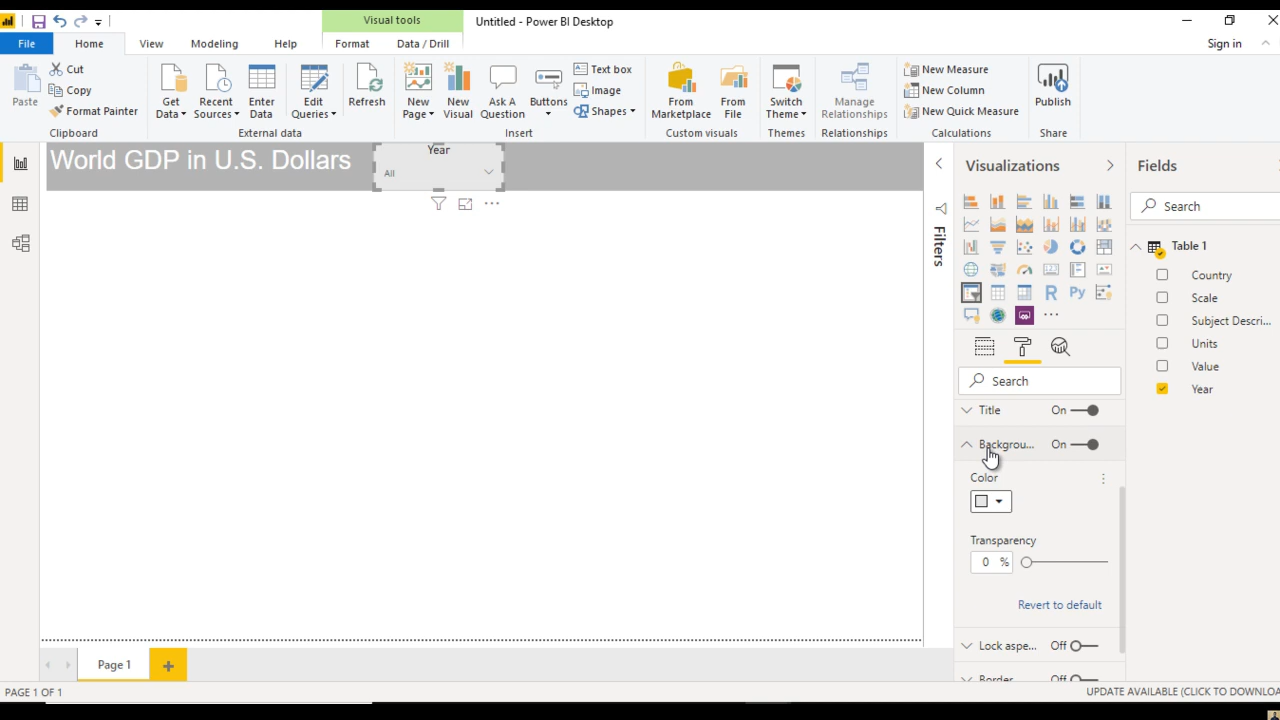 Visual tools
Untitled - Power BI Desktop
File
Home
View
Modeling
Help
Format
Data / Drill
Sign in
Paste
Cut
Copy
Format Painter
Clipboard
Get Data
Recent Sources
Enter Data
Edit Queries
Refresh
External data
New Page
New Visual
Ask A Question
Buttons
Text box
Image
Shapes
Insert
From Marketplace
From File
Custom visuals
Switch Theme
Themes
Manage Relationships
Relationships
New Measure
New Column
New Quick Measure
Calculations
Publish
Share
World GDP in U.S. Dollars
Year
All
Filters
Visualizations
R
Py
Search
Title On
Backgrou... On
Color
Transparency
0 %
Revert to default
Lock aspe... Off
Border Off
Fields
Search
Table 1
Country
Scale
Subject Descri...
Units
Value
Year
Page 1
PAGE 1 OF 1
UPDATE AVAILABLE (CLICK TO DOWNLOA